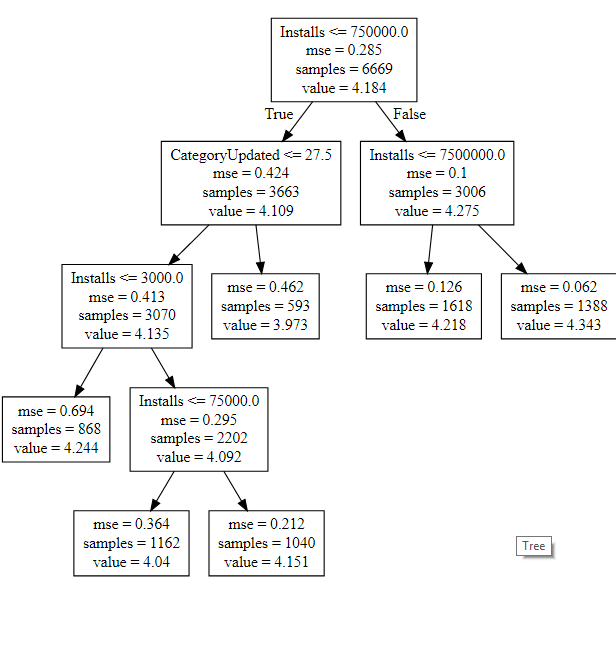 Installs <= 750000.0
mse = 0.285
samples = 6669
value = 4.184
True
False
CategoryUpdated <= 27.5
mse = 0.424
samples = 3663
value = 4.109
Installs <= 7500000.0
mse = 0.1
samples = 3006
value = 4.275
Installs <= 3000.0
mse = 0.413
samples = 3070
value = 4.135
mse = 0.462
samples = 593
value = 3.973
mse = 0.126
samples = 1618
value = 4.218
mse = 0.062
samples = 1388
value = 4.343
mse = 0.694
samples = 868
value = 4.244
Installs <= 75000.0
mse = 0.295
samples = 2202
value = 4.092
mse = 0.364
samples = 1162
value = 4.04
mse = 0.212
samples = 1040
value = 4.151
Tree